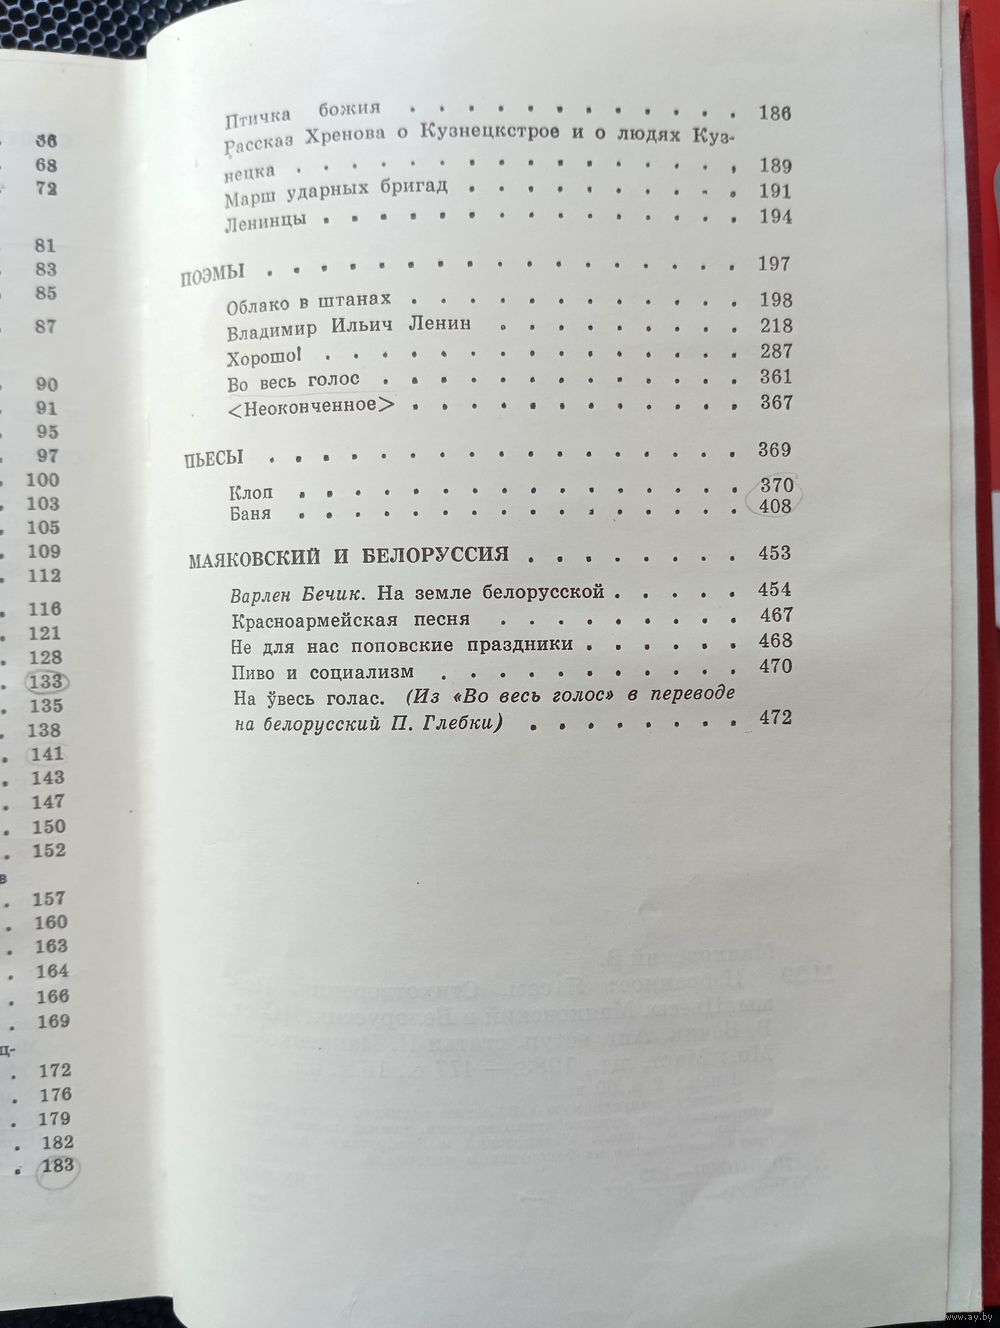 36
68
72
81
83
85
87
90
91
95
97
100
103
105
109
112
116
121
128
133
135
138
141
143
147
150
152
в
157
160
163
164
166
169
ц-
172
176
179
182
183
Птичка божия . . . . . . . . . . . . 186
Рассказ Хренова о Кузнецкстрое и о людях Куз-
нецка . . . . . . . . . . . . . . . . 189
Марш ударных бригад . . . . . . . . . . 191
Ленинцы . . . . . . . . . . . . . . . 194
ПОЭМЫ . . . . . . . . . . . . . . . . . 197
Облако в штанах . . . . . . . . . . . . 198
Владимир Ильич Ленин . . . . . . . . . 218
Хорошо! . . . . . . . . . . . . . . . 287
Во весь голос . . . . . . . . . . . . . 361
<Неоконченное> . . . . . . . . . . . . 367
ПЬЕСЫ . . . . . . . . . . . . . . . . . 369
Клоп . . . . . . . . . . . . . . . . 370
Баня . . . . . . . . . . . . . . . . 408
МАЯКОВСКИЙ И БЕЛОРУССИЯ . . . . . . . . 453
Варлен Бечик. На земле белорусской . . . . . 454
Красноармейская песня . . . . . . . . . 467
Не для нас поповские праздники . . . . . . 468
Пиво и социализм . . . . . . . . . . . 470
На ўвесь голас. (Из «Во весь голос» в переводе
на белорусский П. Глебки) . . . . . . . . 472
www.ay.by